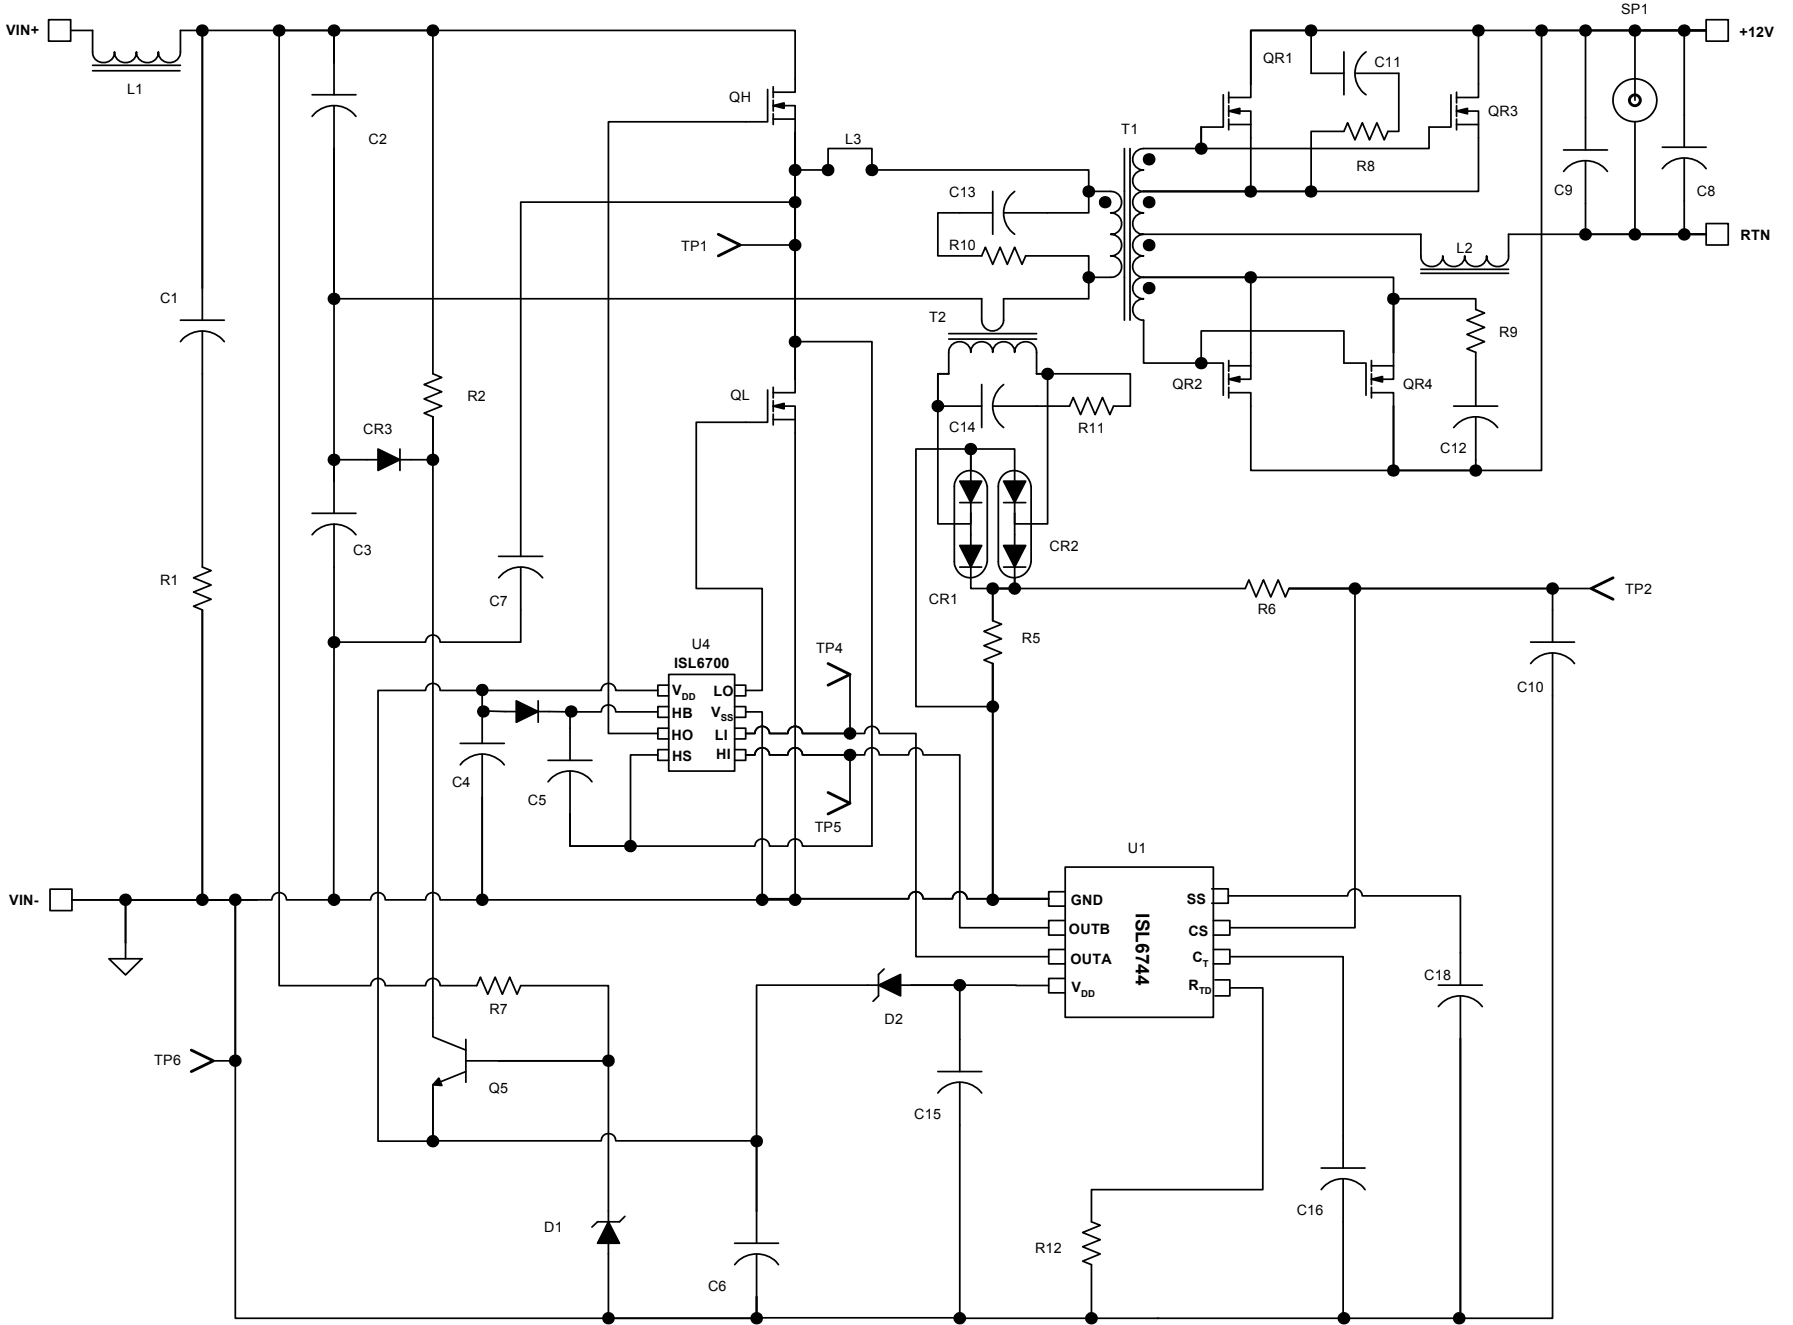 SP1
VIN+
+12V
L1
QR1
C11
QH
QR3
C2
T1
L3
R8
C13
C9
C8
TP1
R10
L2
RTN
C1
T2
R9
QR2
QR4
R2
QL
CR3
C14
R11
C12
C3
CR2
R1
C7
CR1
R6
TP2
U4
ISL6700
TP4
R5
VDD
LO
C10
HB
VSS
HO
LI
HS
HI
C4
C5
TP5
U1
VIN-
GND
SS
OUTB
CS
ISL6744
OUTA
CT
C18
VDD
RTD
R7
D2
TP6
Q5
C15
D1
C16
R12
C6